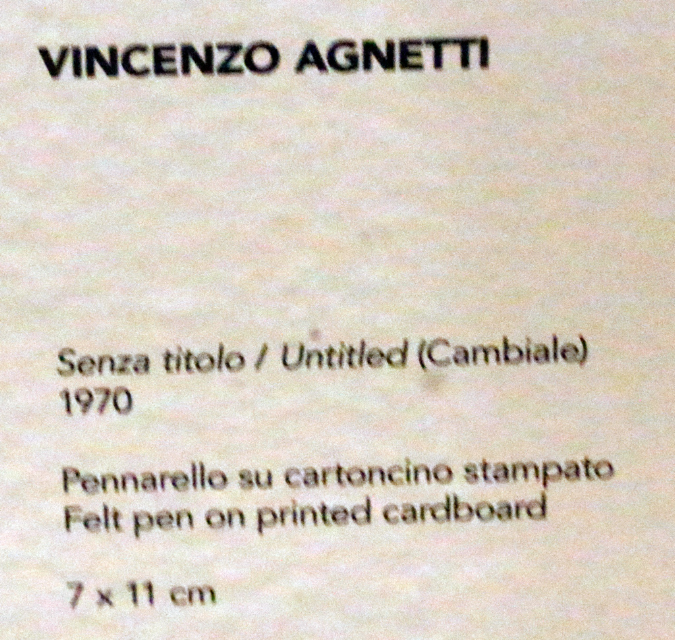 VINCENZO AGNETTI
Senza titolo / Untitled (Cambiale)
1970
Pennarello su cartoncino stampato
Felt pen on printed cardboard
7 x 11 cm